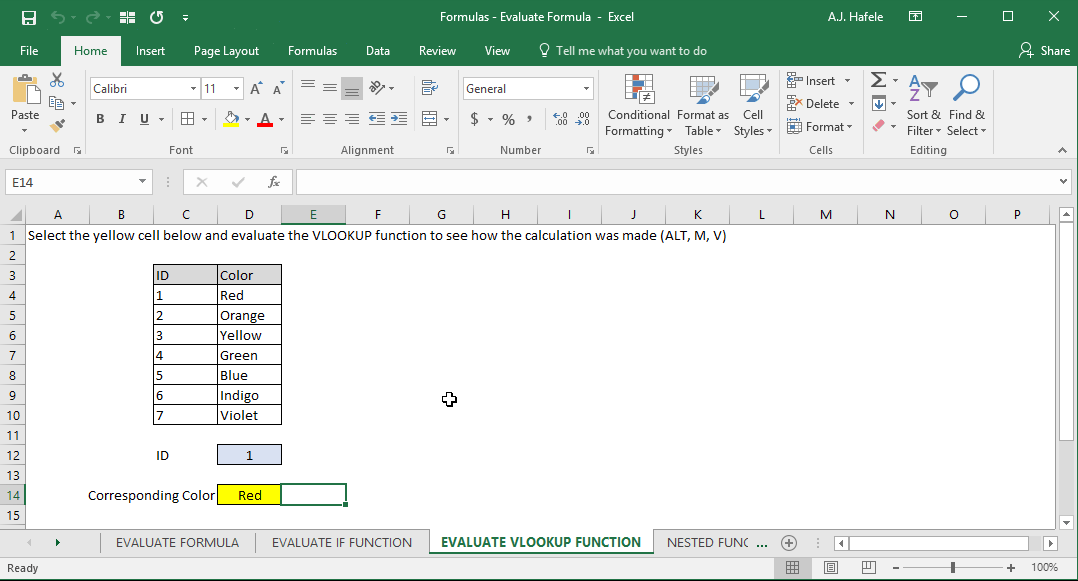 Formulas - Evaluate Formula - Excel
A.J. Hafele
File Home Insert Page Layout Formulas Data Review View Tell me what you want to do Share
Paste
Calibri 11
A A
B I U A
General
$ % , .0 .00 .00 .0
Conditional Formatting
Format as Table
Cell Styles
Insert
Delete
Format
Σ
A Z
Sort & Filter
Find & Select
Clipboard Font Alignment Number Styles Cells Editing
E14 fx
A B C D E F G H I J K L M N O P
1 Select the yellow cell below and evaluate the VLOOKUP function to see how the calculation was made (ALT, M, V)
2
3 ID Color
4 1 Red
5 2 Orange
6 3 Yellow
7 4 Green
8 5 Blue
9 6 Indigo
10 7 Violet
11
12 ID 1
13
14 Corresponding Color Red
15
EVALUATE FORMULA EVALUATE IF FUNCTION EVALUATE VLOOKUP FUNCTION NESTED FUNC ...
Ready 100%